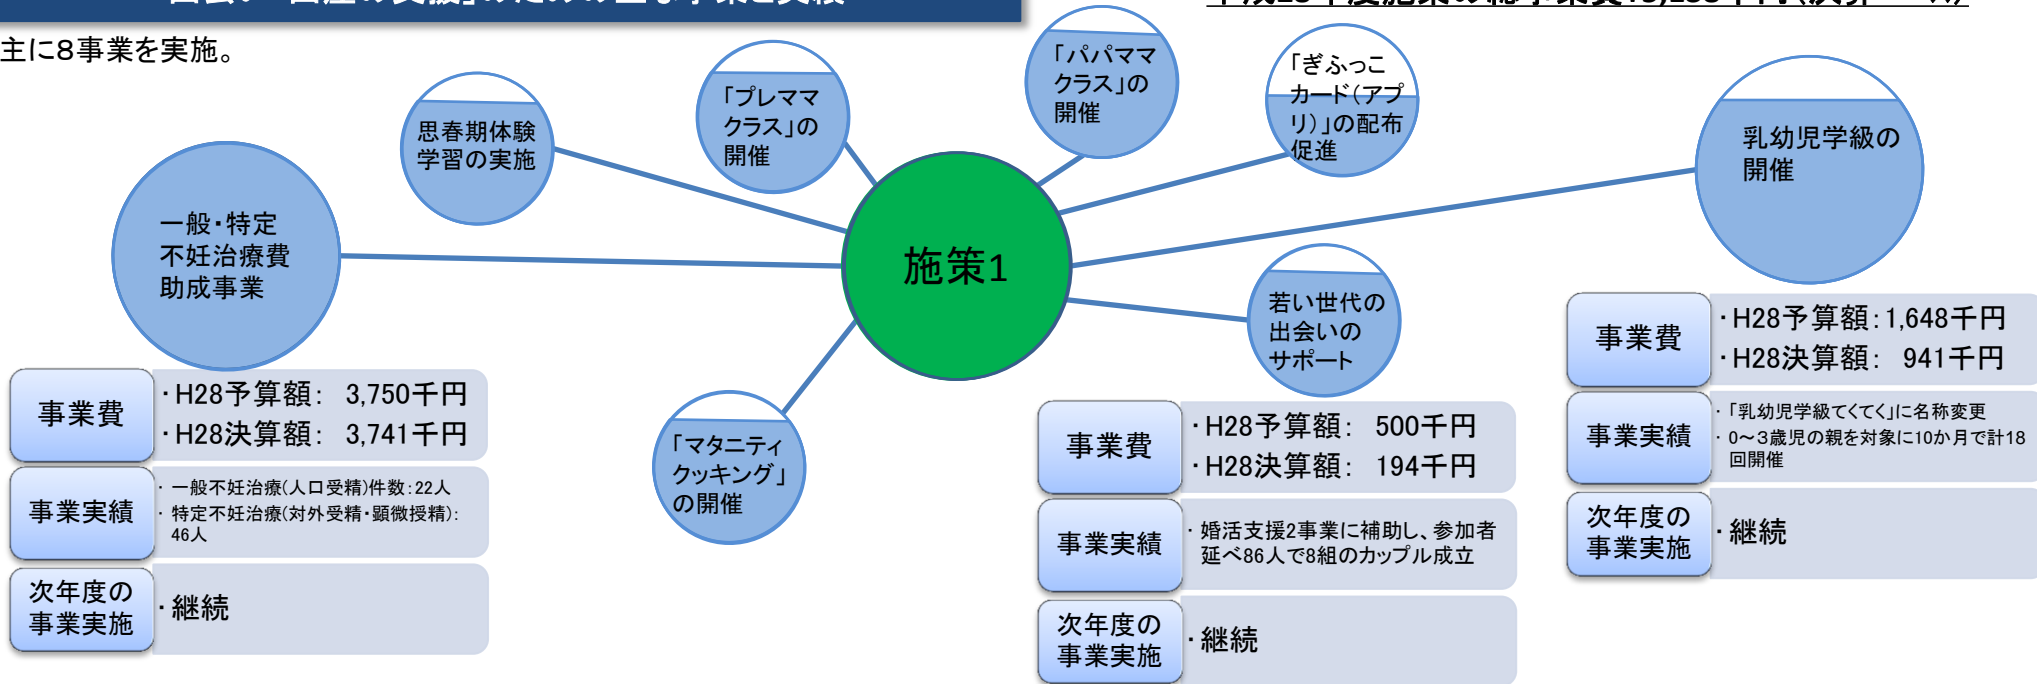 主に8事業を実施。
一般・特定
不妊治療費
助成事業
思春期体験
学習の実施
「プレママ
クラス」の
開催
「パパママ
クラス」の
開催
「ぎふっこ
カード（アプ
リ）」の配布
促進
乳幼児学級の
開催
施策1
若い世代の
出会いの
サポート
「マタニティ
クッキング」
の開催
事業費
・H28予算額： 3,750千円
・H28決算額： 3,741千円
事業実績
・ 一般不妊治療(人口受精)件数：22人
・ 特定不妊治療(対外受精・顕微授精)：
46人
次年度の
事業実施
・継続
事業費
・H28予算額： 500千円
・H28決算額： 194千円
事業実績
・ 婚活支援2事業に補助し、参加者
延べ86人で8組のカップル成立
次年度の
事業実施
・継続
事業費
・H28予算額：1,648千円
・H28決算額： 941千円
事業実績
・ 「乳幼児学級てくてく」に名称変更
・ 0～3歳児の親を対象に10か月で計18
回開催
次年度の
事業実施
・継続